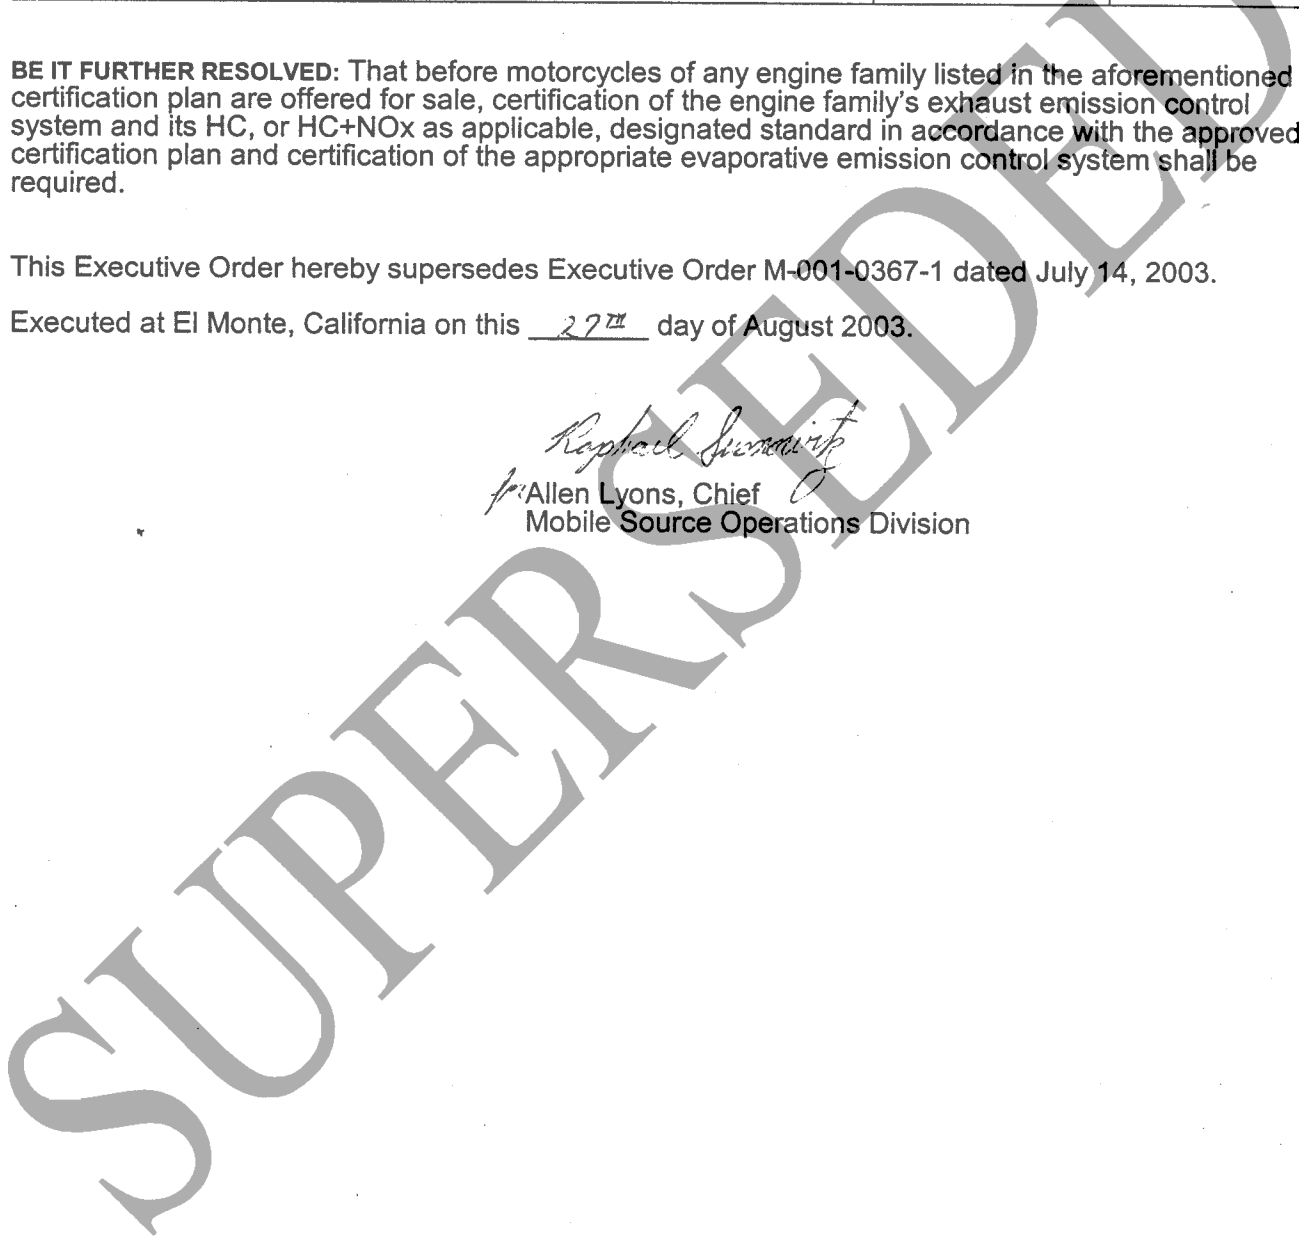 BE IT FURTHER RESOLVED: That before motorcycles of any engine family listed in the aforementioned
certification plan are offered for sale, certification of the engine family's exhaust emission control
system and its HC, or HC+NOx as applicable, designated standard in accordance with the approved
certification plan and certification of the appropriate evaporative emission control system shall be
required.
This Executive Order hereby supersedes Executive Order M-001-0367-1 dated July 14, 2003.
Executed at El Monte, California on this 27TH day of August 2003.
Raphael
for Allen Lyons, Chief
Mobile Source Operations Division
SUPERSEDED